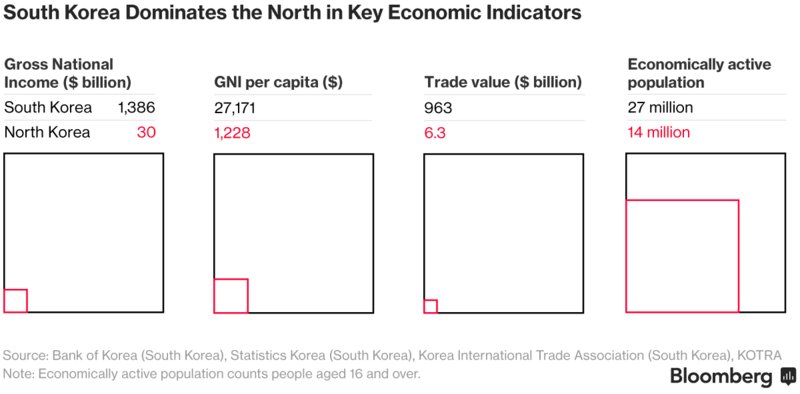 South Korea Dominates the North in Key Economic Indicators
Gross National
Income ($ billion)
South Korea 1,386
North Korea 30
GNI per capita ($)
27,171
1,228
Trade value ($ billion)
963
6.3
Economically active
population
27 million
14 million
Source: Bank of Korea (South Korea), Statistics Korea (South Korea), Korea International Trade Association (South Korea), KOTRA
Note: Economically active population counts people aged 16 and over.
Bloomberg